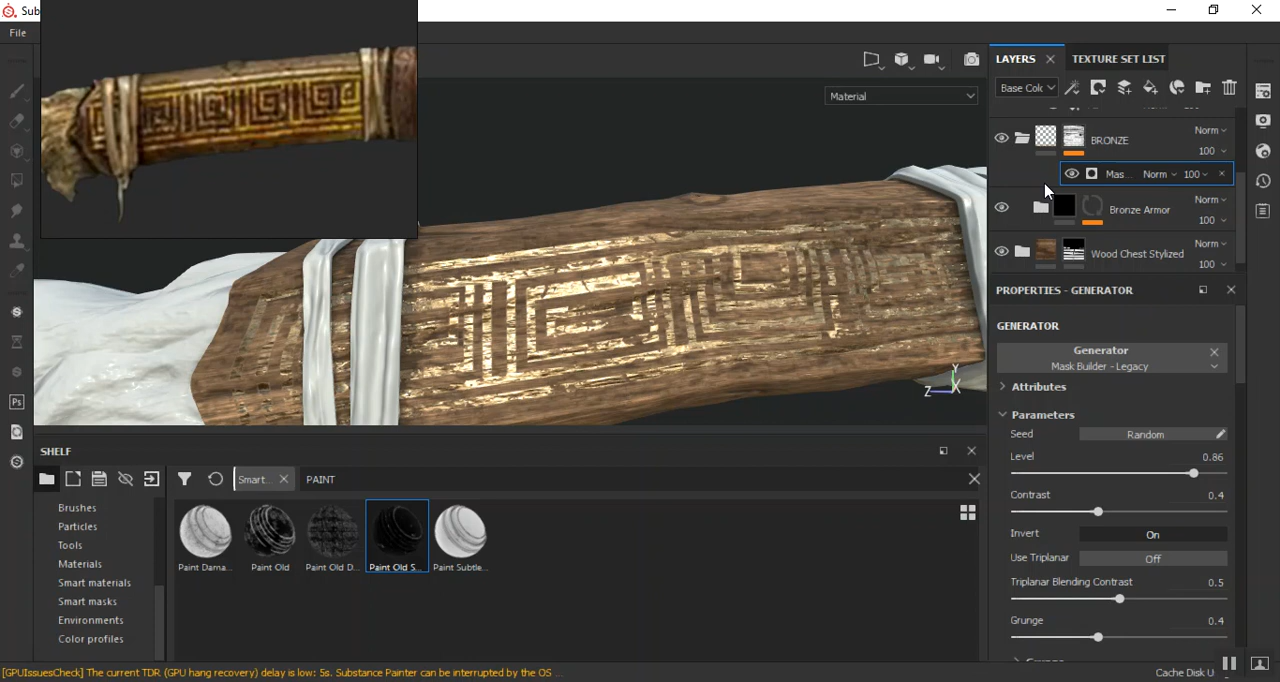 Sub
File
LAYERS
TEXTURE SET LIST
Material
Base Colo
Norm
BRONZE
Norm
100
Mas...
Norm
100
Bronze Armor
Norm
100
Wood Chest Stylized
Norm
100
PROPERTIES - GENERATOR
GENERATOR
Generator
Mask Builder - Legacy
Attributes
Parameters
Seed
Random
Level
0.86
Contrast
0.4
Invert
On
Use Triplanar
Off
Triplanar Blending Contrast
0.5
Grunge
0.4
Y
Z
X
SHELF
Smart...
PAINT
Brushes
Particles
Tools
Materials
Smart materials
Smart masks
Environments
Color profiles
Paint Dama...
Paint Old
Paint Old D...
Paint Old S...
Paint Subtle...
Ps
[GPUIssuesCheck] The current TDR (GPU hang recovery) delay is low: 5s. Substance Painter can be interrupted by the OS ...
Cache Disk U